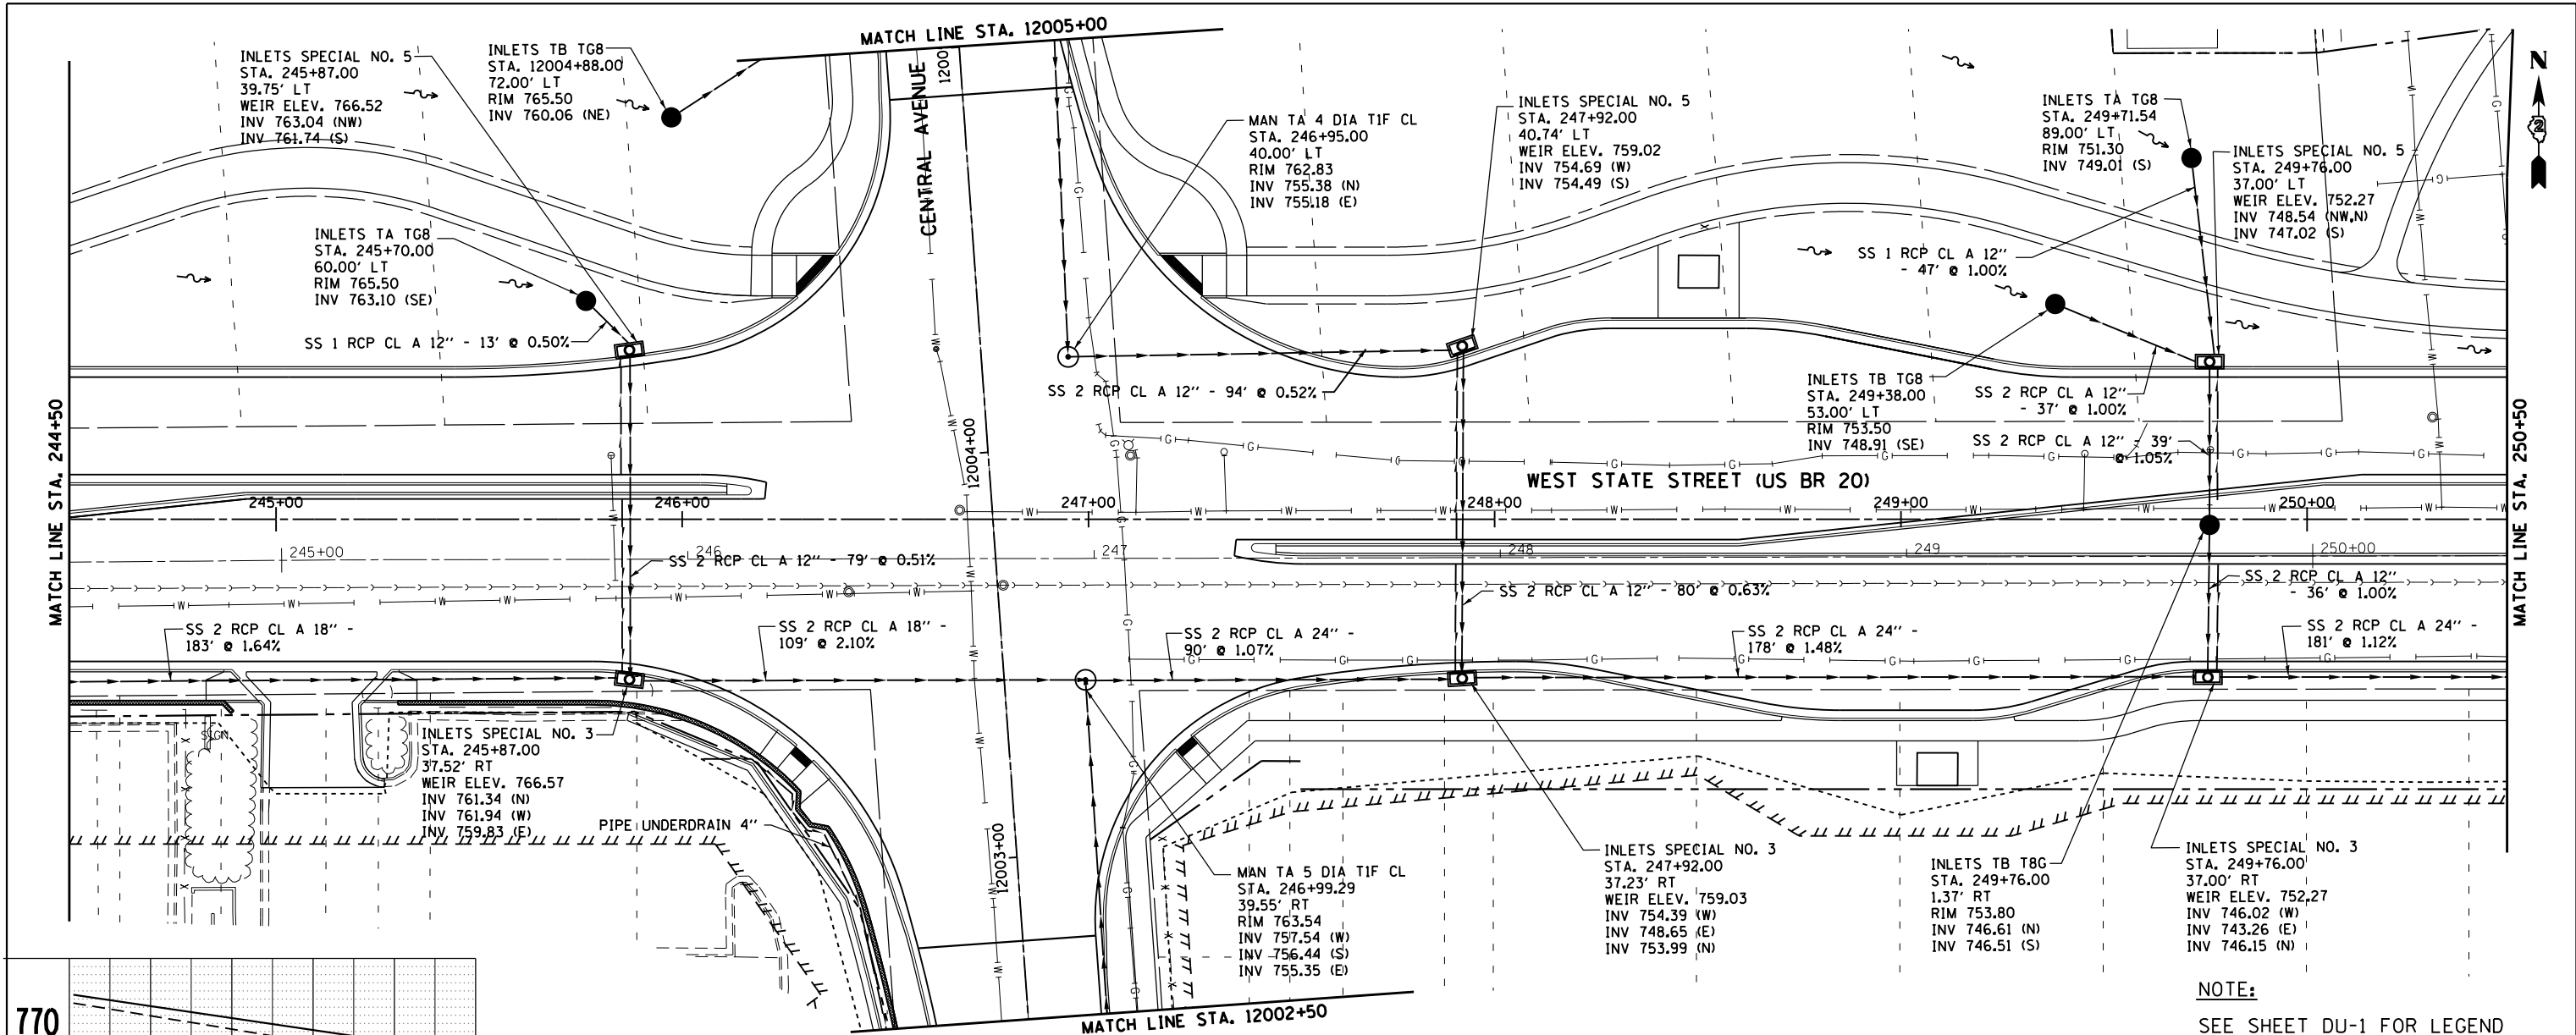 MATCH LINE STA. 12005+00
INLETS SPECIAL NO. 5
STA. 245+87.00
39.75' LT
WEIR ELEV. 766.52
INV 763.04 (NW)
INV 761.74 (S)
INLETS TB TG8
STA. 12004+88.00
72.00' LT
RIM 765.50
INV 760.06 (NE)
CENTRAL AVENUE
1200
MAN TA 4 DIA T1F CL
STA. 246+95.00
40.00' LT
RIM 762.83
INV 755.38 (N)
INV 755.18 (E)
INLETS SPECIAL NO. 5
STA. 247+92.00
40.74' LT
WEIR ELEV. 759.02
INV 754.69 (W)
INV 754.49 (S)
INLETS TA TG8
STA. 249+71.54
89.00' LT
RIM 751.30
INV 749.01 (S)
INLETS SPECIAL NO. 5
STA. 249+76.00
37.00' LT
WEIR ELEV. 752.27
INV 748.54 (NW,N)
INV 747.02 (S)
N
2
INLETS TA TG8
STA. 245+70.00
60.00' LT
RIM 765.50
INV 763.10 (SE)
SS 1 RCP CL A 12" - 13' @ 0.50%
SS 1 RCP CL A 12"
- 47' @ 1.00%
SS 2 RCP CL A 12" - 94' @ 0.52%
INLETS TB TG8
STA. 249+38.00
53.00' LT
RIM 753.50
INV 748.91 (SE)
SS 2 RCP CL A 12"
- 37' @ 1.00%
SS 2 RCP CL A 12" - 39'
@ 1.05%
MATCH LINE STA. 244+50
MATCH LINE STA. 250+50
12004+00
WEST STATE STREET (US BR 20)
245+00
246+00
247+00
248+00
249+00
250+00
245+00
246
247
248
249
250+00
SS 2 RCP CL A 12" - 79' @ 0.51%
SS 2 RCP CL A 12" - 80' @ 0.63%
SS 2 RCP CL A 12"
- 36' @ 1.00%
SS 2 RCP CL A 18" -
183' @ 1.64%
SS 2 RCP CL A 18" -
109' @ 2.10%
SS 2 RCP CL A 24" -
90' @ 1.07%
SS 2 RCP CL A 24" -
178' @ 1.48%
SS 2 RCP CL A 24" -
181' @ 1.12%
SIGN
INLETS SPECIAL NO. 3
STA. 245+87.00
37.52' RT
WEIR ELEV. 766.57
INV 761.34 (N)
INV 761.94 (W)
INV 759.83 (E)
PIPE UNDERDRAIN 4"
12003+00
MAN TA 5 DIA T1F CL
STA. 246+99.29
39.55' RT
RIM 763.54
INV 757.54 (W)
INV 756.44 (S)
INV 755.35 (E)
INLETS SPECIAL NO. 3
STA. 247+92.00
37.23' RT
WEIR ELEV. 759.03
INV 754.39 (W)
INV 748.65 (E)
INV 753.99 (N)
INLETS TB T8G
STA. 249+76.00
1.37' RT
RIM 753.80
INV 746.61 (N)
INV 746.51 (S)
INLETS SPECIAL NO. 3
STA. 249+76.00
37.00' RT
WEIR ELEV. 752.27
INV 746.02 (W)
INV 743.26 (E)
INV 746.15 (N)
770
MATCH LINE STA. 12002+50
NOTE:
SEE SHEET DU-1 FOR LEGEND